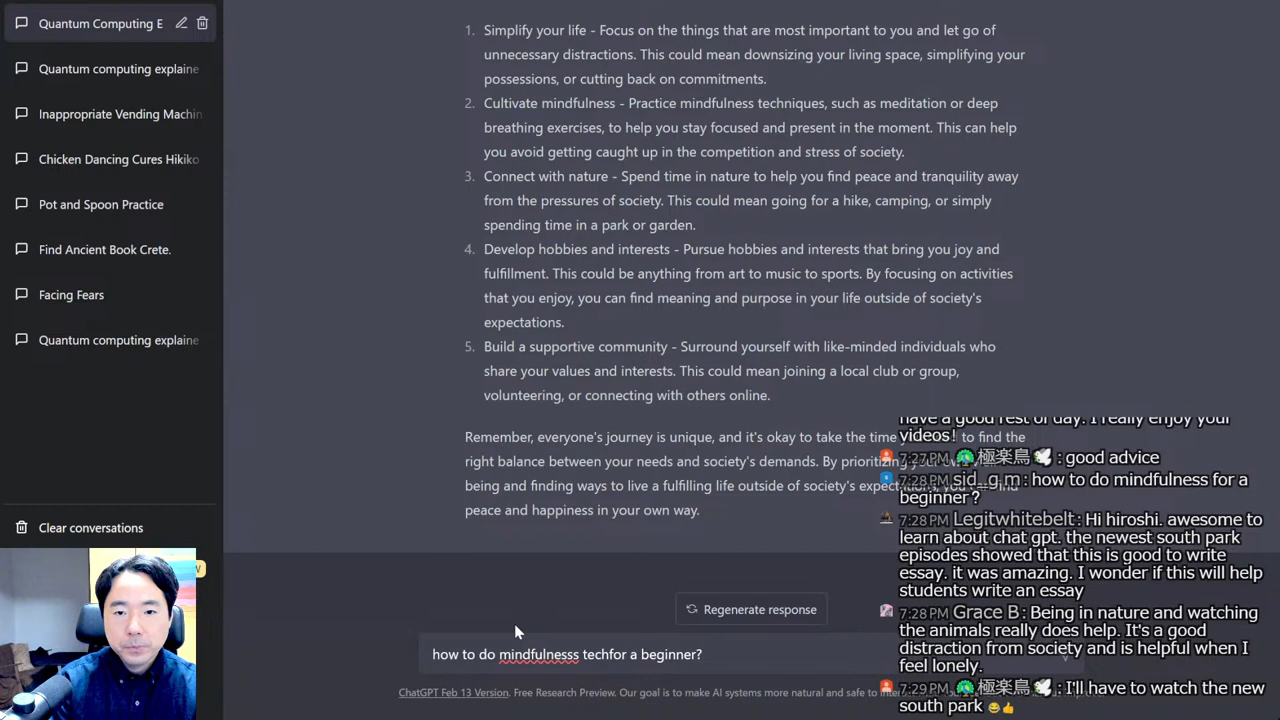 Quantum Computing E
Quantum computing explaine
Inappropriate Vending Machin
Chicken Dancing Cures Hikiko
Pot and Spoon Practice
Find Ancient Book Crete.
Facing Fears
Quantum computing explaine
Clear conversations
1. Simplify your life - Focus on the things that are most important to you and let go of
unnecessary distractions. This could mean downsizing your living space, simplifying your
possessions, or cutting back on commitments.
2. Cultivate mindfulness - Practice mindfulness techniques, such as meditation or deep
breathing exercises, to help you stay focused and present in the moment. This can help
you avoid getting caught up in the competition and stress of society.
3. Connect with nature - Spend time in nature to help you find peace and tranquility away
from the pressures of society. This could mean going for a hike, camping, or simply
spending time in a park or garden.
4. Develop hobbies and interests - Pursue hobbies and interests that bring you joy and
fulfillment. This could be anything from art to music to sports. By focusing on activities
that you enjoy, you can find meaning and purpose in your life outside of society's
expectations.
5. Build a supportive community - Surround yourself with like-minded individuals who
share your values and interests. This could mean joining a local club or group,
volunteering, or connecting with others online.
Remember, everyone's journey is unique, and it's okay to take the time to find the
right balance between your needs and society's demands. By prioritizing
being and finding ways to live a fulfilling life outside of society's
peace and happiness in your own way.
Regenerate response
how to do mindfulnesss techfor a beginner?
ChatGPT Feb 13 Version. Free Research Preview. Our goal is to make AI systems more natural and safe to
have a good rest of day. I really enjoy your
videos!
7:27 PM 極楽鳥 : good advice
7:28 PM sid_g.m : how to do mindfulness for a
beginner?
7:28 PM Legitwhitebelt : Hi hiroshi. awesome to
learn about chat gpt. the newest south park
episodes showed that this is good to write
essay. it was amazing. I wonder if this will help
students write an essay
7:28 PM Grace B : Being in nature and watching
the animals really does help. It's a good
distraction from society and is helpful when I
feel lonely.
7:29 PM 極楽鳥 : I'll have to watch the new
south park